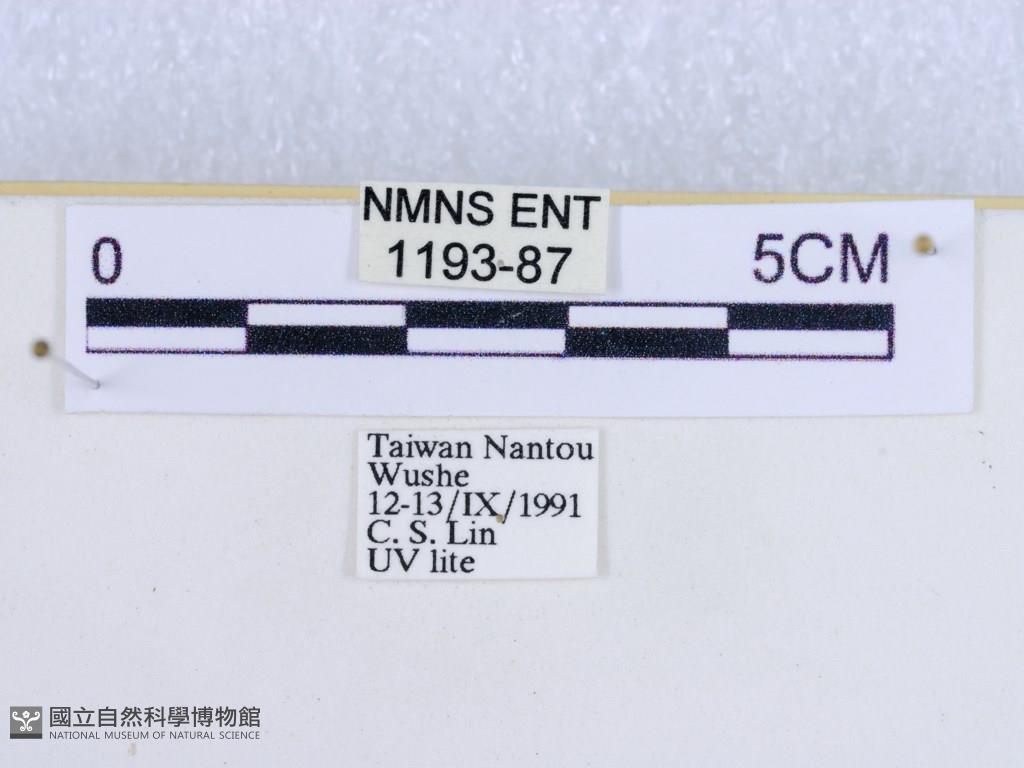 NMNS ENT
1193-87
0
5CM
Taiwan Nantou
Wushe
12-13/IX/1991
C. S. Lin
UV lite
國立自然科學博物館
NATIONAL MUSEUM OF NATURAL SCIENCE